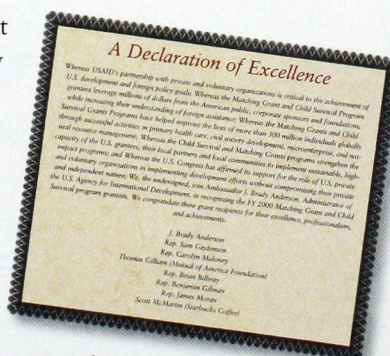 A Declaration of Excellence
Whereas USAID's partnership with private and voluntary organizations is critical to the achievement of
U.S. development and foreign policy goals; Whereas the Matching Grant and Child Survival Program
grantees leverage millions of dollars from the American public, corporate sponsors and Foundations,
while increasing their understanding of foreign assistance; Whereas the Matching Grants and Child
Survival Grants Programs have helped improve the lives of more than 300 million individuals globally
through successful activities in primary health care, civil society development, microenterprise, and nat-
ural resource management; Whereas the Child Survival and Matching Grants programs strengthen the
capacity of the U.S. grantees, their local partners and local communities to implement sustainable, high-
impact programs; and Whereas the U.S. Congress has affirmed its support for the role of U.S. private
and voluntary organizations in implementing development efforts without compromising their private
and independent nature; We, the undersigned, join Ambassador J. Brady Anderson, Administrator of
the U.S. Agency for International Development, in recognizing the FY 2000 Matching Grant and Child
Survival program grantees. We congratulate these grant recipients for their excellence, professionalism,
and achievements.
J. Brady Anderson
Rep. Sam Geydenson
Rep. Carolyn Maloney
Thomas Gilliam (Mutual of America Foundation)
Rep. Brian Bilbray
Rep. Benjamin Gilman
Rep. James Moran
Scott McMartin (Starbucks Coffee)